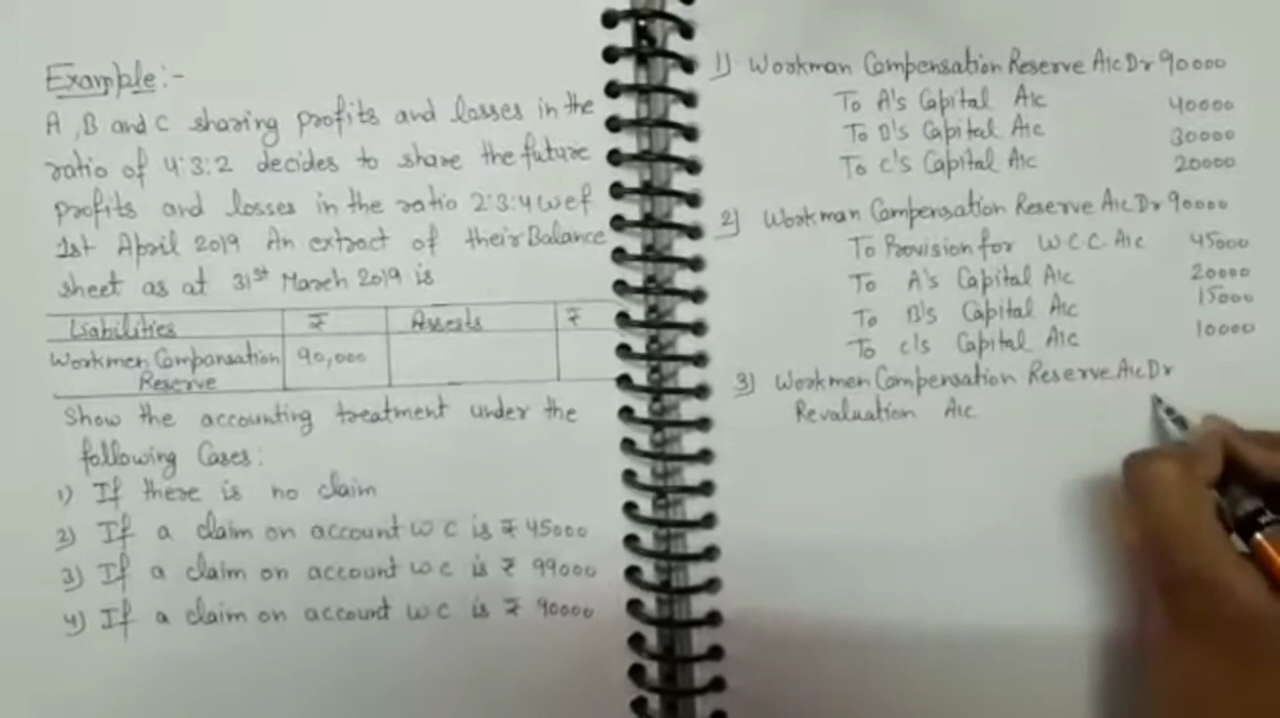 Example:-
A, B and C sharing profits and losses in the
ratio of 4:3:2 decides to share the future
profits and losses in the ratio 2:3:4 wef
1st April 2019 An extract of their Balance
sheet as at 31st March 2019 is
Liabilities ₹ Assests ₹
Workmen Compansation 90,000
Reserve
Show the accounting treatment under the
following Cases:
1) If there is no claim
2) If a claim on account w c is ₹ 45000
3) If a claim on account w c is ₹ 99000
4) If a claim on account w c is ₹ 90000
1) Workman Compensation Reserve A/c Dr 90000
To A's Capital A/c 40000
To B's Capital A/c 30000
To C's Capital A/c 20000
2) Workman Compensation Reserve A/c Dr 90000
To Provision for W.C.C. A/c 45000
To A's Capital A/c 20000
To B's Capital A/c 15000
To C's Capital A/c 10000
3) Workmen Compensation Reserve A/c Dr
Revaluation A/c